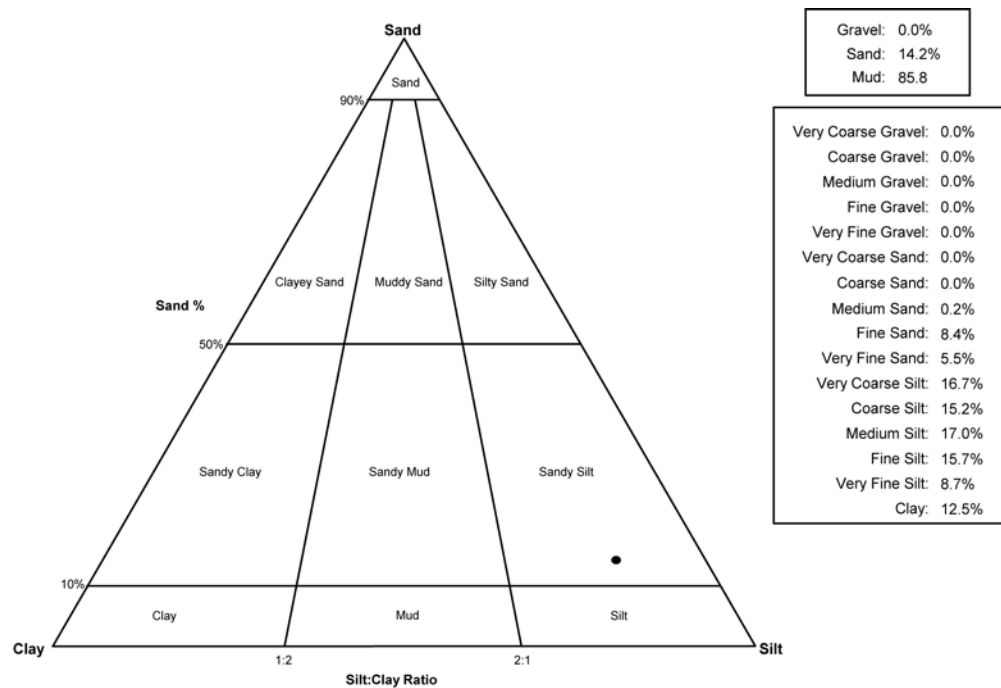 Sand
Sand
90%
Clayey Sand
Muddy Sand
Silty Sand
Sand %
50%
Sandy Clay
Sandy Mud
Sandy Silt
10%
Clay
Mud
Silt
Clay
Silt
1:2
2:1
Silt:Clay Ratio
Gravel: 0.0%
Sand: 14.2%
Mud: 85.8
Very Coarse Gravel: 0.0%
Coarse Gravel: 0.0%
Medium Gravel: 0.0%
Fine Gravel: 0.0%
Very Fine Gravel: 0.0%
Very Coarse Sand: 0.0%
Coarse Sand: 0.0%
Medium Sand: 0.2%
Fine Sand: 8.4%
Very Fine Sand: 5.5%
Very Coarse Silt: 16.7%
Coarse Silt: 15.2%
Medium Silt: 17.0%
Fine Silt: 15.7%
Very Fine Silt: 8.7%
Clay: 12.5%